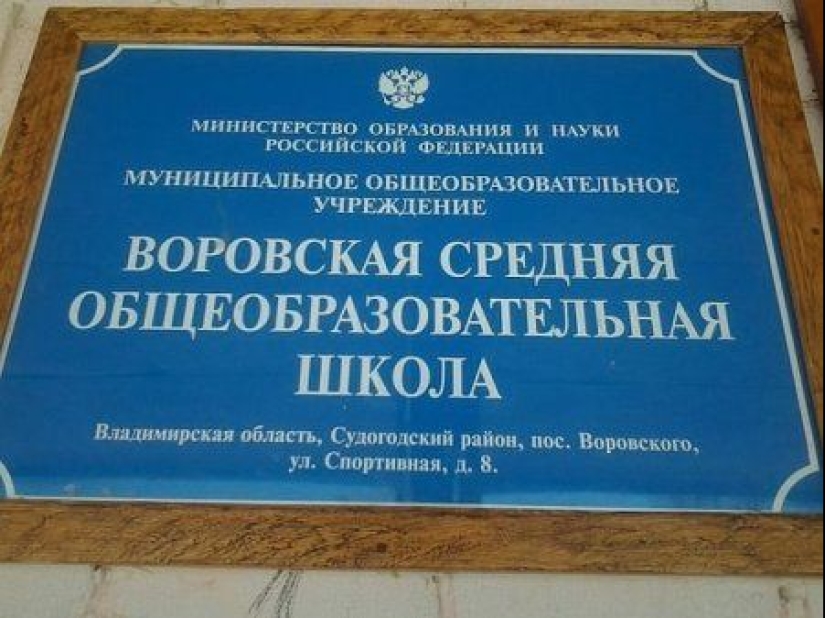 МИНИСТЕРСТВО ОБРАЗОВАНИЯ И НАУКИ
РОССИЙСКОЙ ФЕДЕРАЦИИ
МУНИЦИПАЛЬНОЕ ОБЩЕОБРАЗОВАТЕЛЬНОЕ
УЧРЕЖДЕНИЕ
ВОРОВСКАЯ СРЕДНЯЯ
ОБЩЕОБРАЗОВАТЕЛЬНАЯ
ШКОЛА
Владимирская область, Судогодский район, пос. Воровского,
ул. Спортивная, д. 8.